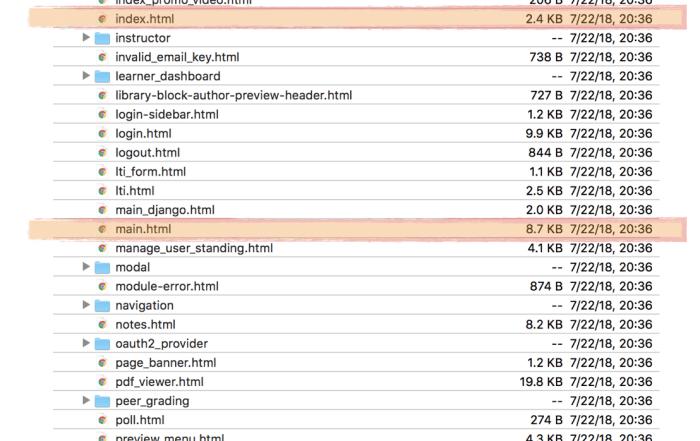 index_promo_video.html 206 B 7/22/18, 20:36
index.html 2.4 KB 7/22/18, 20:36
instructor -- 7/22/18, 20:36
invalid_email_key.html 738 B 7/22/18, 20:36
learner_dashboard -- 7/22/18, 20:36
library-block-author-preview-header.html 727 B 7/22/18, 20:36
login-sidebar.html 1.2 KB 7/22/18, 20:36
login.html 9.9 KB 7/22/18, 20:36
logout.html 844 B 7/22/18, 20:36
lti_form.html 1.1 KB 7/22/18, 20:36
lti.html 2.5 KB 7/22/18, 20:36
main_django.html 2.0 KB 7/22/18, 20:36
main.html 8.7 KB 7/22/18, 20:36
manage_user_standing.html 4.1 KB 7/22/18, 20:36
modal -- 7/22/18, 20:36
module-error.html 874 B 7/22/18, 20:36
navigation -- 7/22/18, 20:36
notes.html 8.2 KB 7/22/18, 20:36
oauth2_provider -- 7/22/18, 20:36
page_banner.html 1.2 KB 7/22/18, 20:36
pdf_viewer.html 19.8 KB 7/22/18, 20:36
peer_grading -- 7/22/18, 20:36
poll.html 274 B 7/22/18, 20:36
preview_menu.html 4.3 KB 7/22/18, 20:36